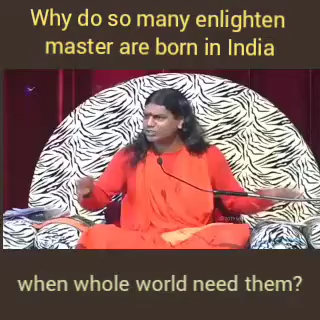 Why do so many enlighten
master are born in India
when whole world need them?